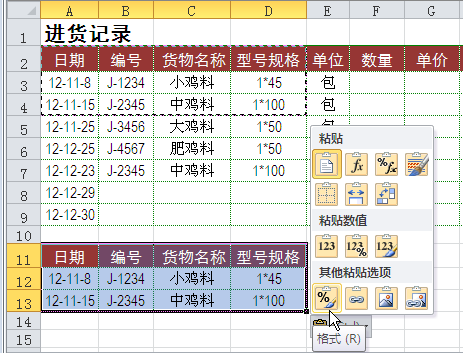 A B C D E F G
1 进货记录
2 日期 编号 货物名称 型号规格 单位 数量 单价
3 12-11-8 J-1234 小鸡料 1*45 包
4 12-11-15 J-2345 中鸡料 1*100 包
5 12-11-25 J-3456 大鸡料 1*50
6 12-12-25 J-4567 肥鸡料 1*50
7 12-12-23 J-2345 中鸡料 1*100
8 12-12-29
9 12-12-30
10
11 日期 编号 货物名称 型号规格
12 12-11-8 J-1234 小鸡料 1*45
13 12-11-15 J-2345 中鸡料 1*100
14
15
粘贴
fx %fx
粘贴数值
123 123% 123
其他粘贴选项
%
格式 (R)